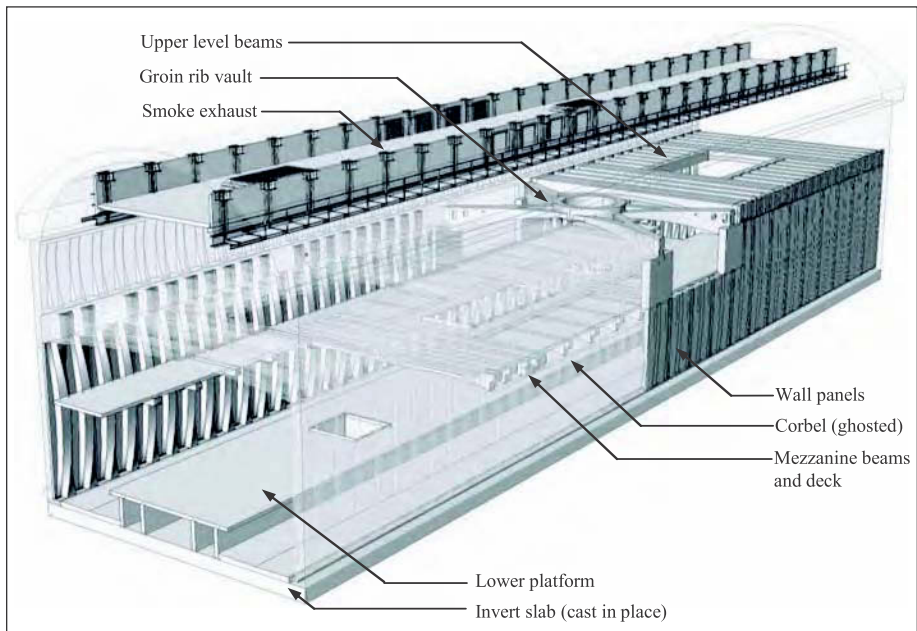 Upper level beams
Groin rib vault
Smoke exhaust
Wall panels
Corbel (ghosted)
Mezzanine beams
and deck
Lower platform
Invert slab (cast in place)